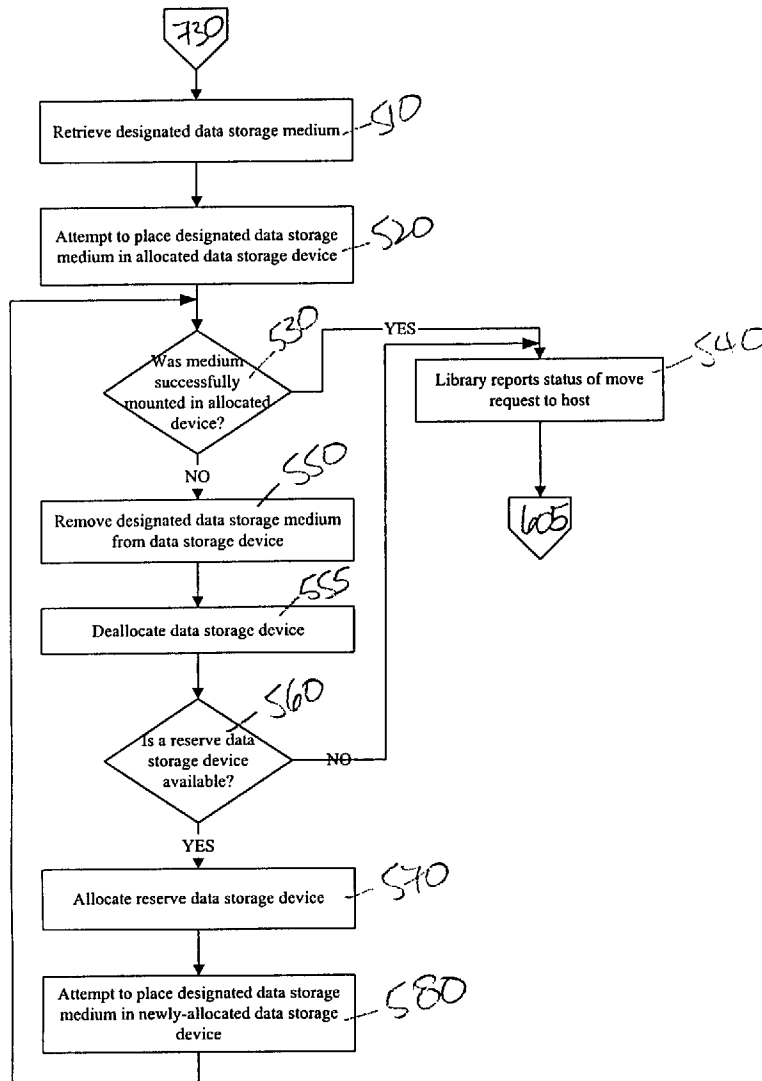 730
Retrieve designated data storage medium
510
Attempt to place designated data storage
medium in allocated data storage device
520
Was medium
successfully
mounted in allocated
device?
530
YES
Library reports status of move
request to host
540
605
NO
550
Remove designated data storage medium
from data storage device
555
Deallocate data storage device
560
Is a reserve data
storage device
available?
NO
YES
Allocate reserve data storage device
570
Attempt to place designated data storage
medium in newly-allocated data storage
device
580